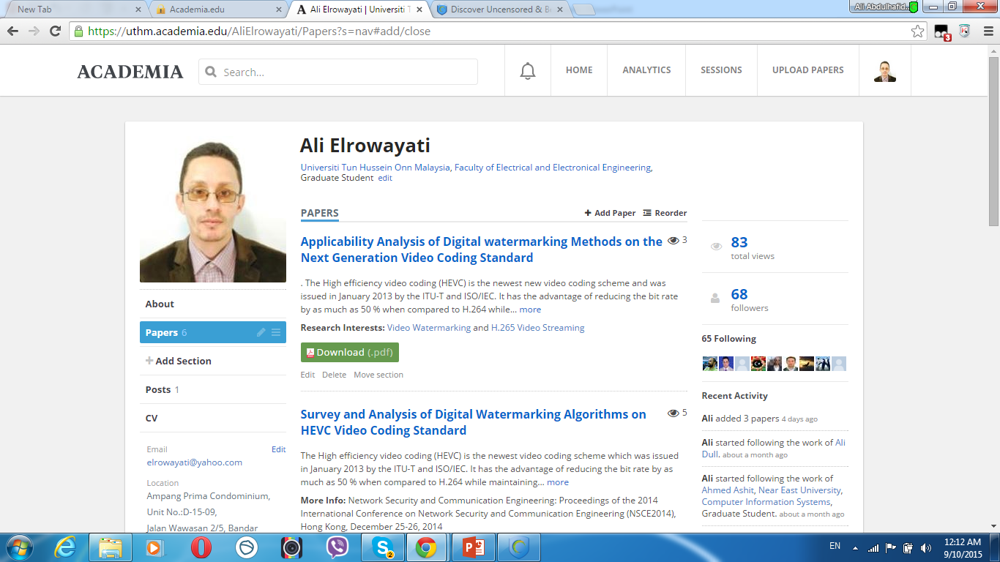 New Tab
Academia.edu
Ali Elrowayati | Universiti T
Discover Uncensored & B
Ali Abdulhafid..
https://uthm.academia.edu/AliElrowayati/Papers?s=nav#add/close
3
ACADEMIA
Search...
HOME
ANALYTICS
SESSIONS
UPLOAD PAPERS
Ali Elrowayati
Universiti Tun Hussein Onn Malaysia, Faculty of Electrical and Electronical Engineering,
Graduate Student edit
PAPERS
Add Paper
Reorder
Applicability Analysis of Digital watermarking Methods on the
Next Generation Video Coding Standard
3
. The High efficiency video coding (HEVC) is the newest new video coding scheme and was
issued in January 2013 by the ITU-T and ISO/IEC. It has the advantage of reducing the bit rate
by as much as 50 % when compared to H.264 while... more
Research Interests: Video Watermarking and H.265 Video Streaming
Download (.pdf)
Edit Delete Move section
Survey and Analysis of Digital Watermarking Algorithms on
HEVC Video Coding Standard
5
The High efficiency video coding (HEVC) is the newest video coding scheme which was issued
in January 2013 by the ITU-T and ISO/IEC. It has the advantage of reducing the bit rate by as
much as 50 % when compared to H.264 while maintaining... more
More Info: Network Security and Communication Engineering: Proceedings of the 2014
International Conference on Network Security and Communication Engineering (NSCE2014),
Hong Kong, December 25-26, 2014
About
Papers 6
Add Section
Posts 1
CV
Email
Edit
elrowayati@yahoo.com
Location
Ampang Prima Condominium,
Unit No.:D-15-09,
Jalan Wawasan 2/5, Bandar
83
total views
68
followers
65 Following
Recent Activity
Ali added 3 papers 4 days ago
Ali started following the work of Ali
Dull. about a month ago
Ali started following the work of
Ahmed Ashit, Near East University,
Computer Information Systems,
Graduate Student. about a month ago
2
EN
12:12 AM
9/10/2015